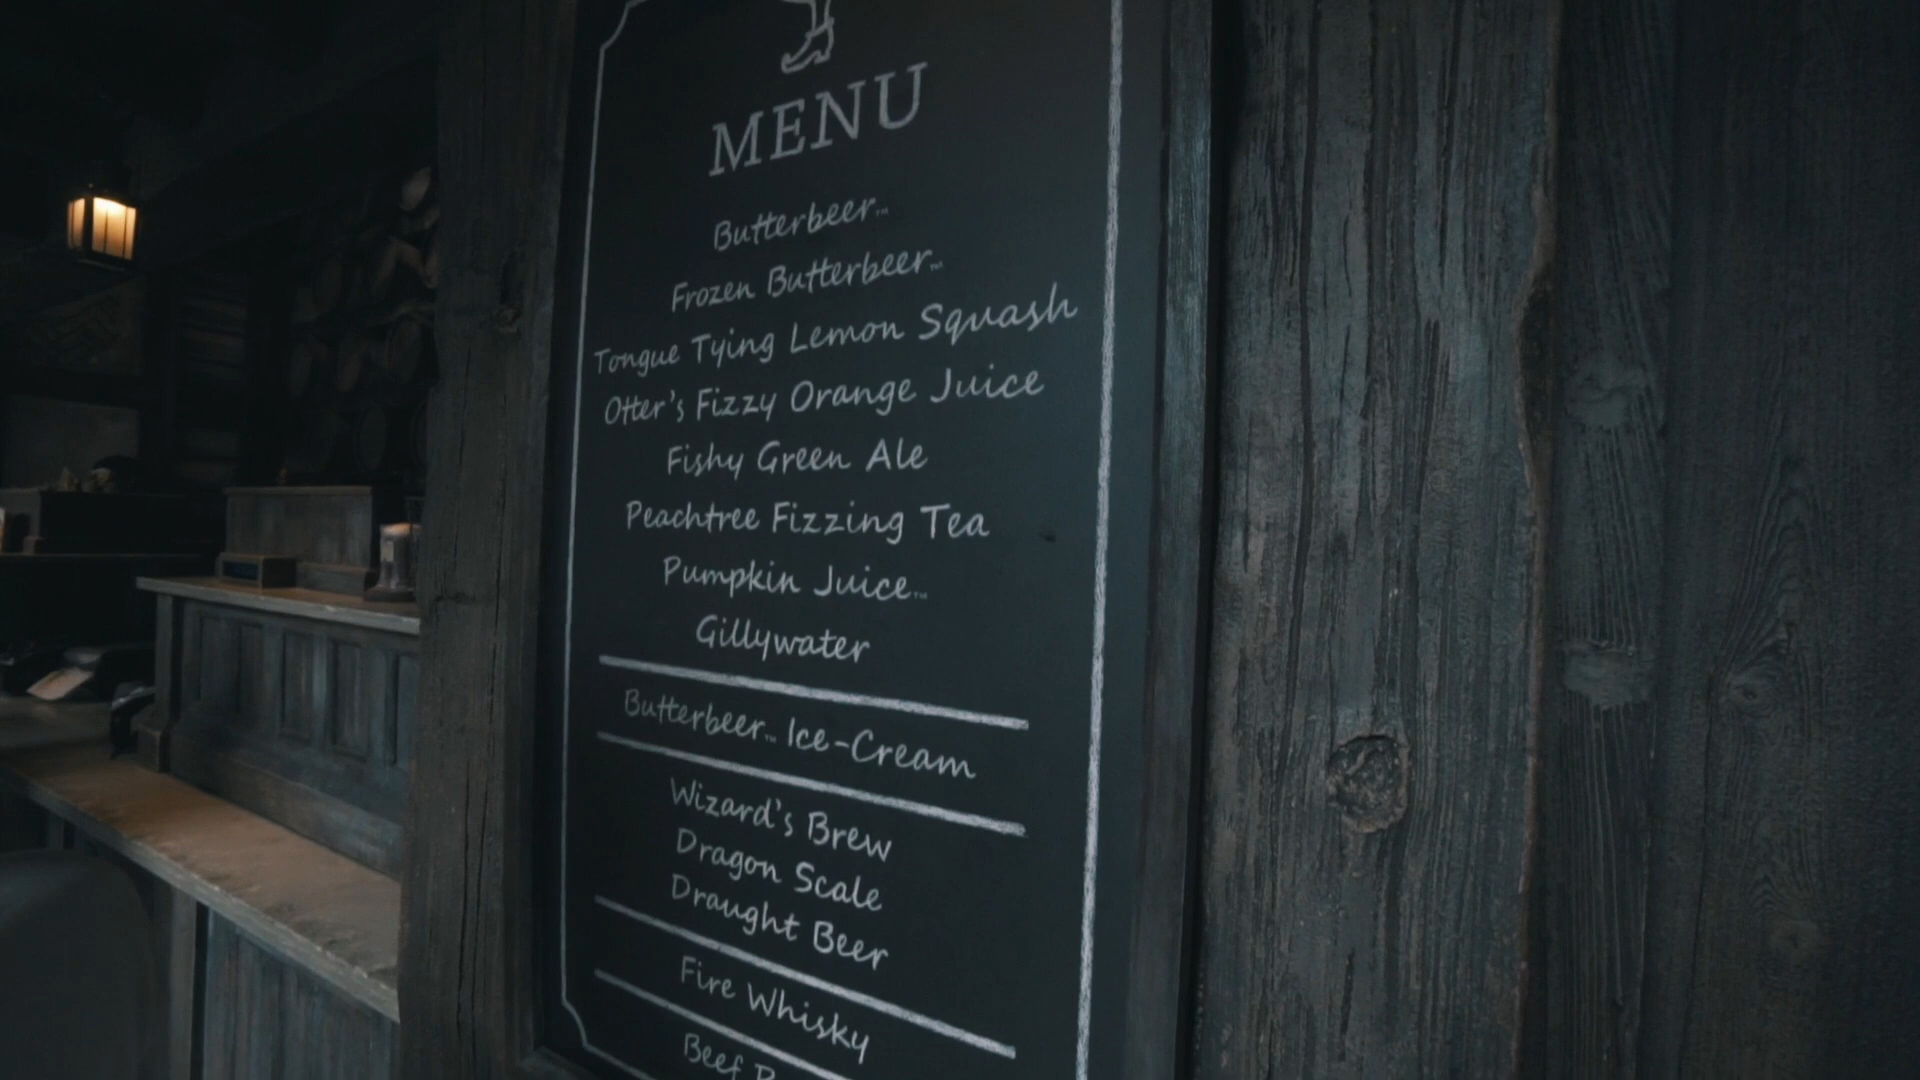 MENU
Butterbeer™
Frozen Butterbeer™
Tongue Tying Lemon Squash
Otter's Fizzy Orange Juice
Fishy Green Ale
Peachtree Fizzing Tea
Pumpkin Juice™
Gillywater
Butterbeer™ Ice-Cream
Wizard's Brew
Dragon Scale
Draught Beer
Fire Whisky
Beef